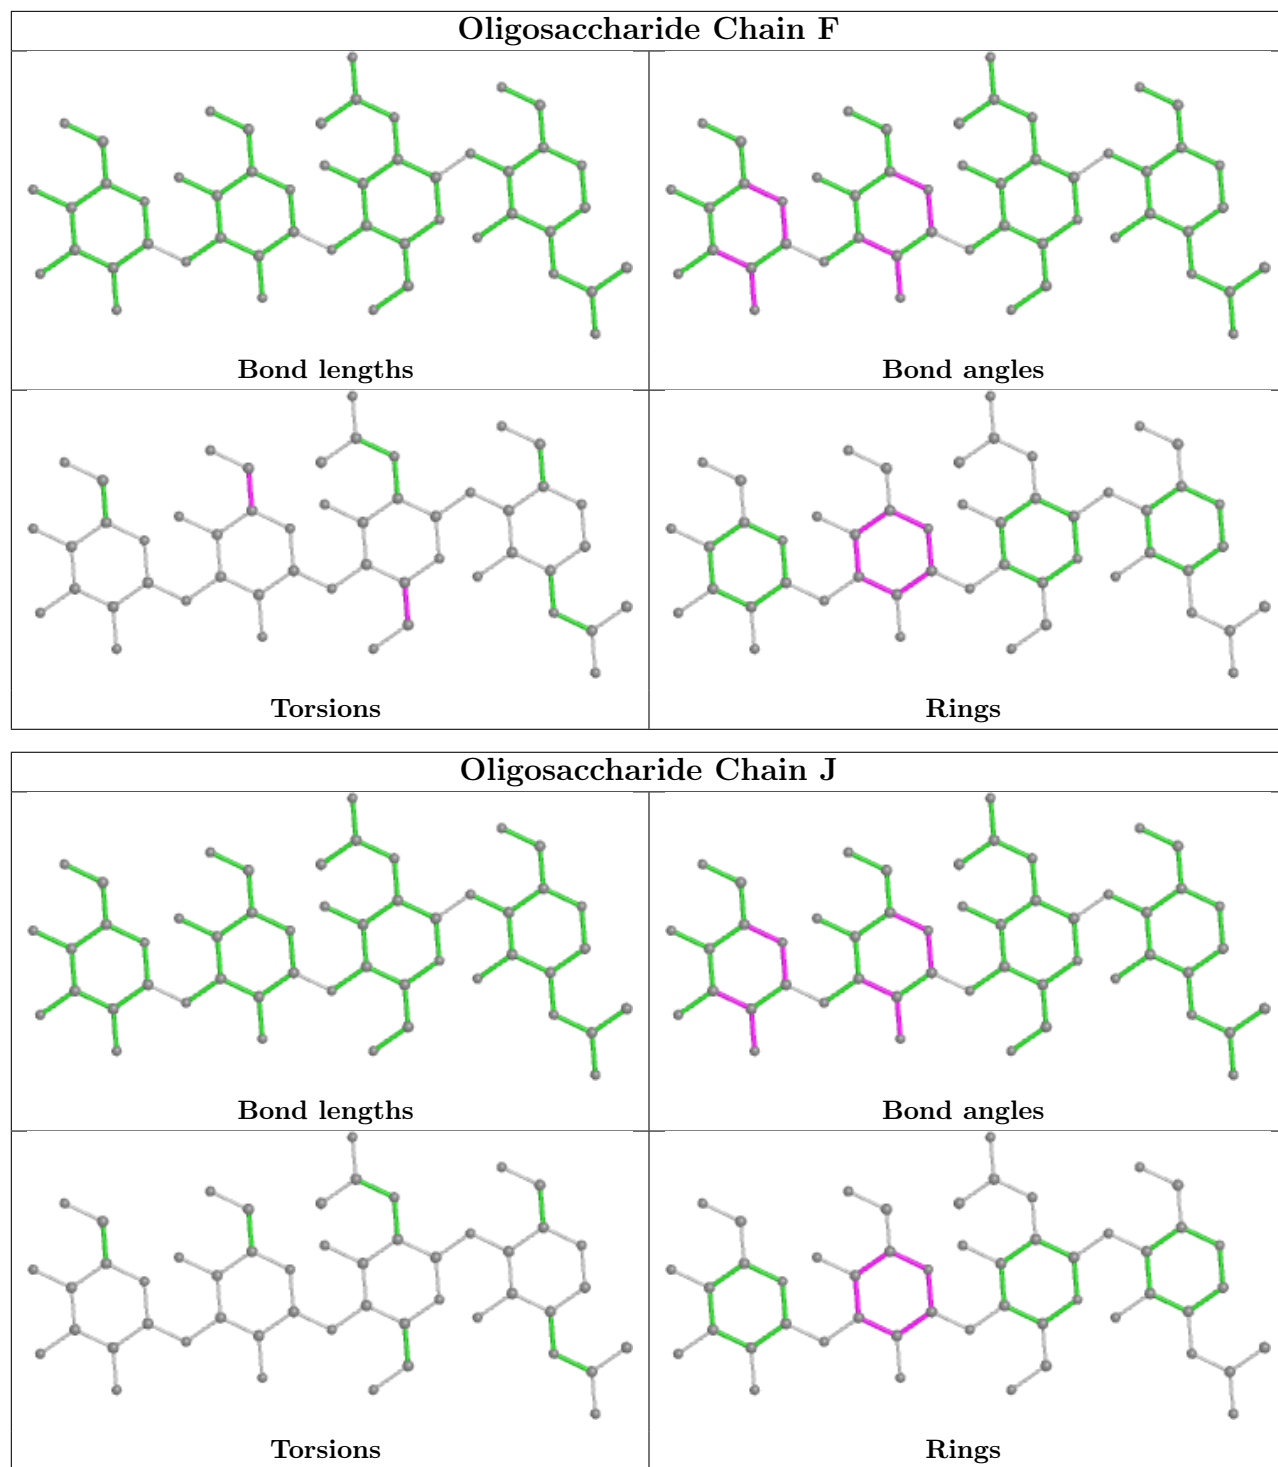 Oligosaccharide Chain F
Bond lengths
Bond angles
Torsions
Rings
Oligosaccharide Chain J
Bond lengths
Bond angles
Torsions
Rings